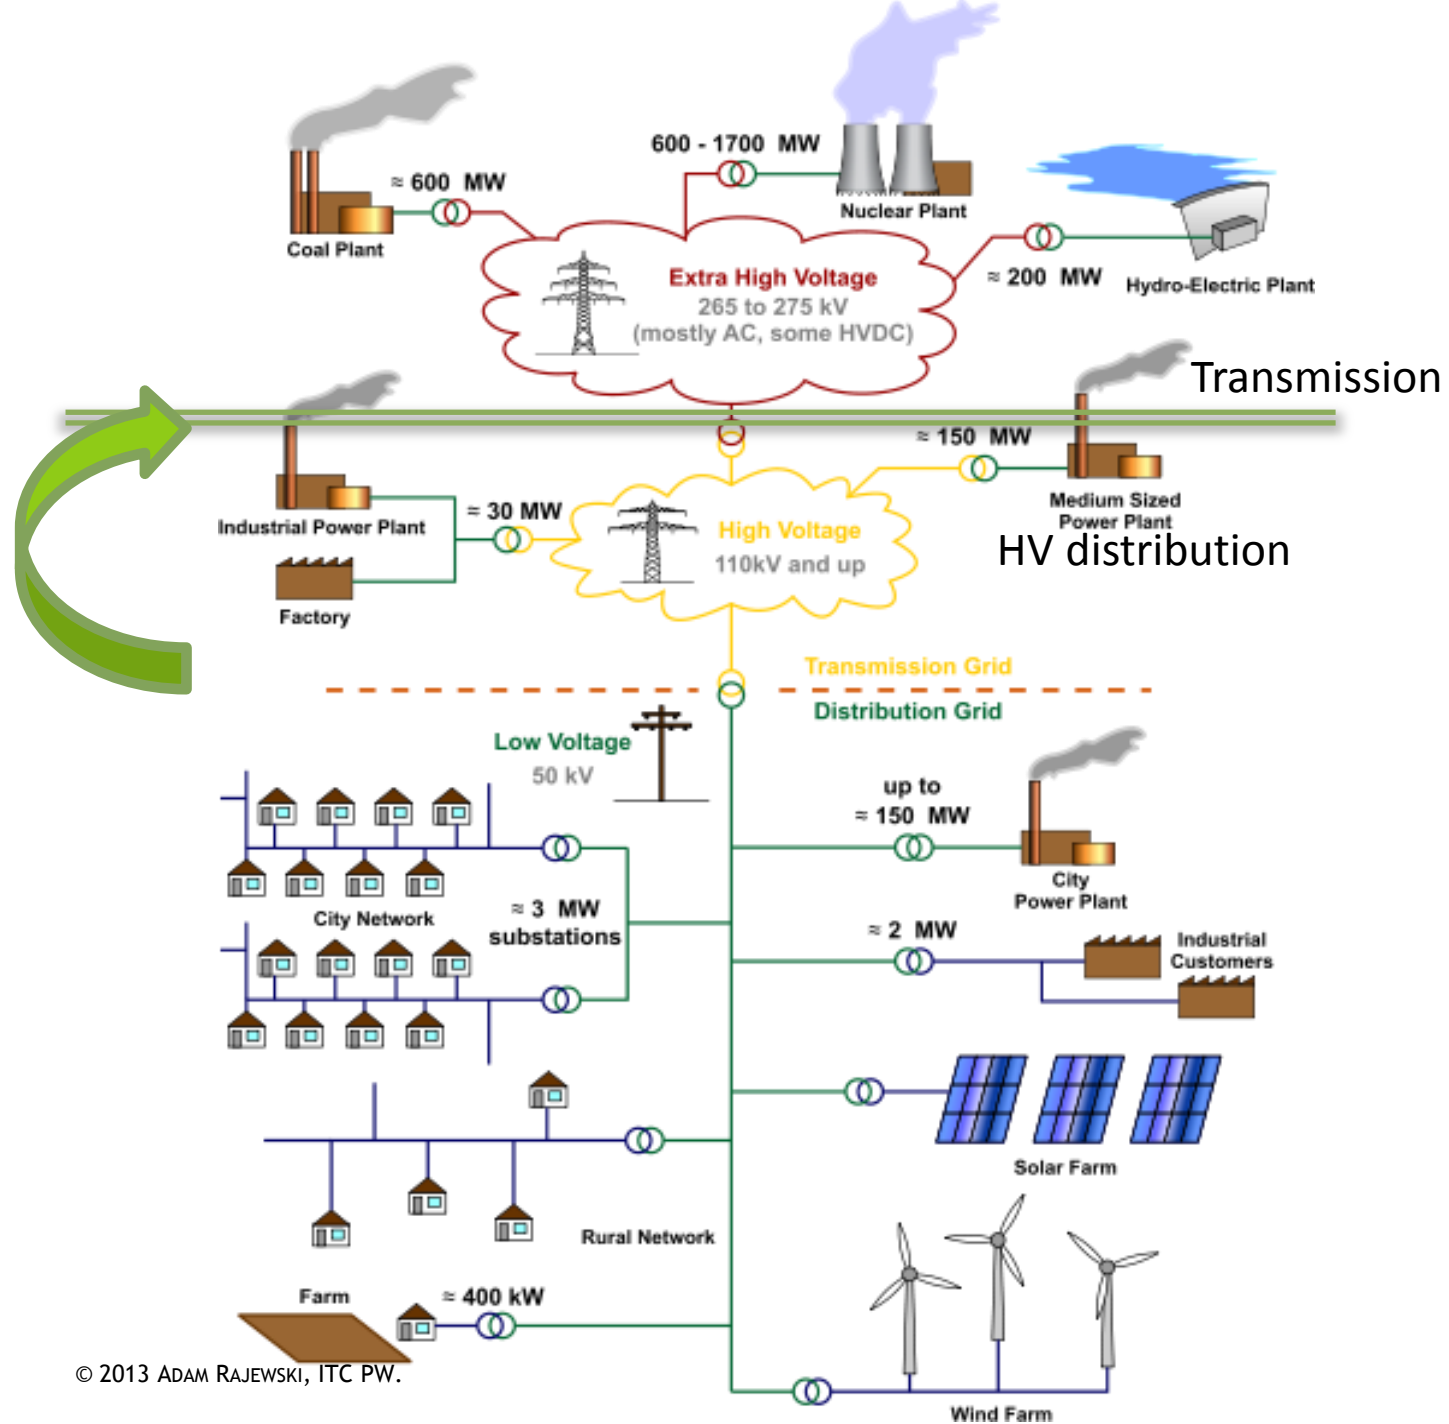 600 - 1700 MW
≈ 600 MW
Nuclear Plant
Coal Plant
Extra High Voltage
265 to 275 kV
(mostly AC, some HVDC)
≈ 200 MW
Hydro-Electric Plant
Transmission
≈ 150 MW
Medium Sized
Power Plant
≈ 30 MW
Industrial Power Plant
High Voltage
110kV and up
HV distribution
Factory
Transmission Grid
Distribution Grid
Low Voltage
50 kV
up to
≈ 150 MW
City
Power Plant
City Network
≈ 3 MW
substations
≈ 2 MW
Industrial
Customers
Solar Farm
Rural Network
Farm
≈ 400 kW
© 2013 ADAM RAJEWSKI, ITC PW.
Wind Farm